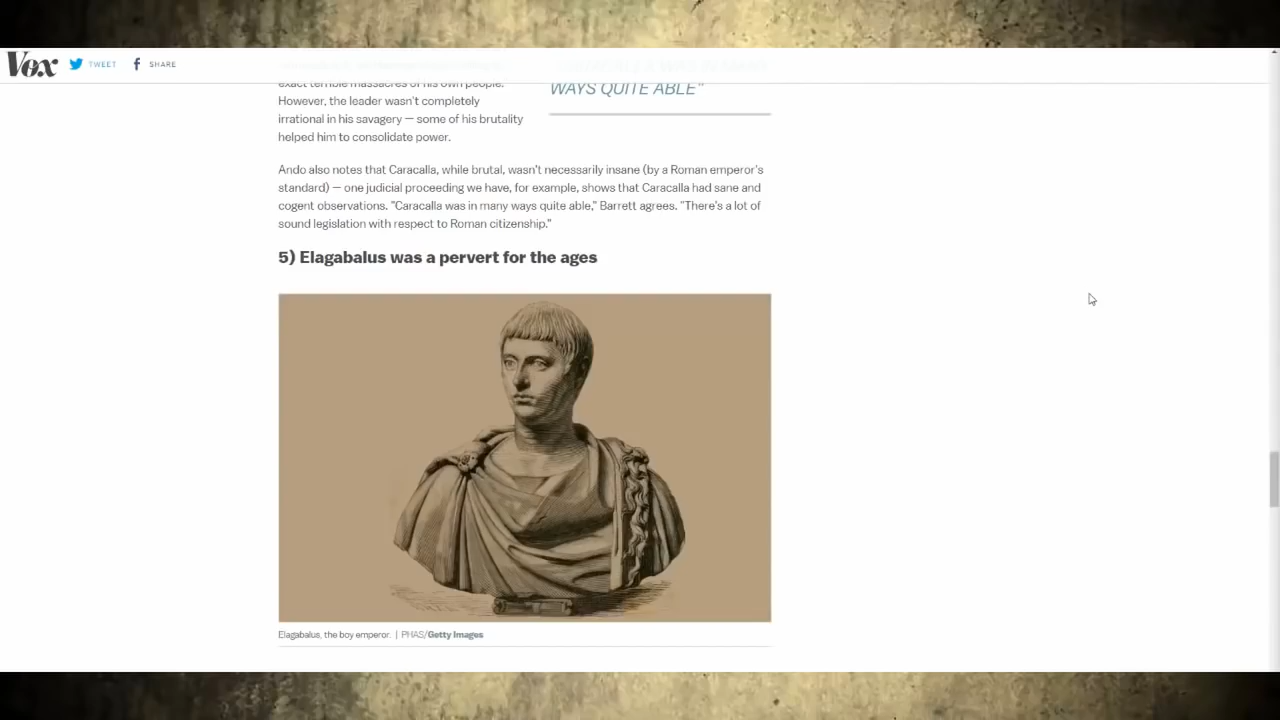 Vox TWEET SHARE
exact terrible massacres of his own people.
However, the leader wasn't completely
irrational in his savagery — some of his brutality
helped him to consolidate power.
WAYS QUITE ABLE"
Ando also notes that Caracalla, while brutal, wasn't necessarily insane (by a Roman emperor's
standard) — one judicial proceeding we have, for example, shows that Caracalla had sane and
cogent observations. "Caracalla was in many ways quite able," Barrett agrees. "There's a lot of
sound legislation with respect to Roman citizenship."
5) Elagabalus was a pervert for the ages
Elagabalus, the boy emperor. | PHAS/Getty Images